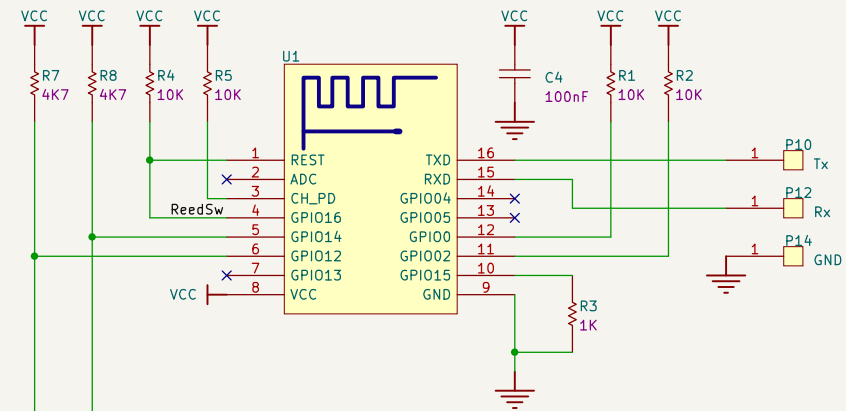 VCC VCC VCC VCC VCC VCC VCC
U1
R7 R8 R4 R5 C4 R1 R2
4K7 4K7 10K 10K 100nF 10K 10K
P10
1 REST TXD 16 1 Tx
2 ADC RXD 15
P12
3 CH_PD GPIO04 14 1 Rx
ReedSw
4 GPIO16 GPIO05 13
5 GPIO14 GPIO0 12
P14
6 GPIO12 GPIO02 11 1 GND
7 GPIO13 GPIO15 10
VCC 8 VCC GND 9
R3
1K